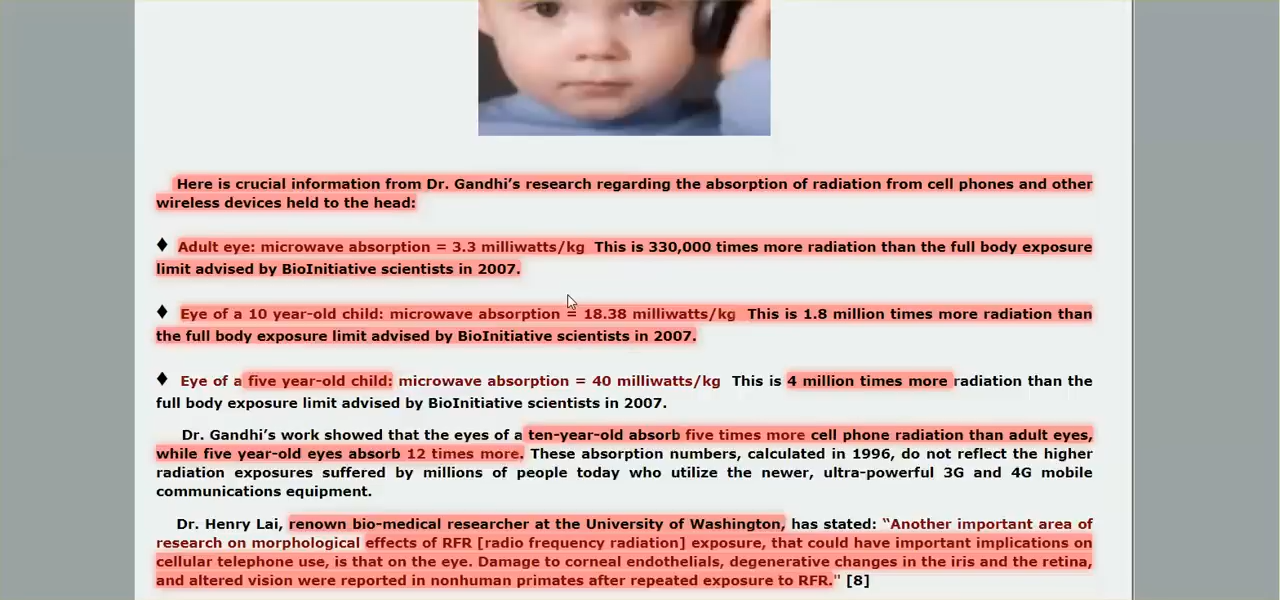 Here is crucial information from Dr. Gandhi's research regarding the absorption of radiation from cell phones and other
wireless devices held to the head:
♦ Adult eye: microwave absorption = 3.3 milliwatts/kg This is 330,000 times more radiation than the full body exposure
limit advised by BioInitiative scientists in 2007.
♦ Eye of a 10 year-old child: microwave absorption = 18.38 milliwatts/kg This is 1.8 million times more radiation than
the full body exposure limit advised by BioInitiative scientists in 2007.
♦ Eye of a five year-old child: microwave absorption = 40 milliwatts/kg This is 4 million times more radiation than the
full body exposure limit advised by BioInitiative scientists in 2007.
Dr. Gandhi's work showed that the eyes of a ten-year-old absorb five times more cell phone radiation than adult eyes,
while five year-old eyes absorb 12 times more. These absorption numbers, calculated in 1996, do not reflect the higher
radiation exposures suffered by millions of people today who utilize the newer, ultra-powerful 3G and 4G mobile
communications equipment.
Dr. Henry Lai, renown bio-medical researcher at the University of Washington, has stated: "Another important area of
research on morphological effects of RFR [radio frequency radiation] exposure, that could have important implications on
cellular telephone use, is that on the eye. Damage to corneal endothelials, degenerative changes in the iris and the retina,
and altered vision were reported in nonhuman primates after repeated exposure to RFR." [8]